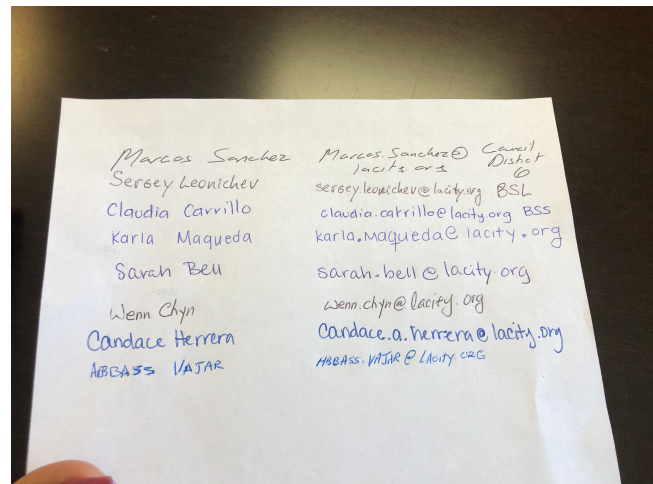 Marcos Sanchez Marcos.Sanchez@ Council
lacity.org District
6
Sergey Leonichev sergey.leonichev@lacity.org BSL
Claudia Carrillo claudia.carrillo@lacity.org BSS
Karla Maqueda karla.maqueda@lacity.org
Sarah Bell sarah.bell@lacity.org
Wenn Chyn wenn.chyn@lacity.org
Candace Herrera Candace.a.herrera@lacity.org
ABBASS VAJAR ABBASS.VAJAR@LACITY.ORG